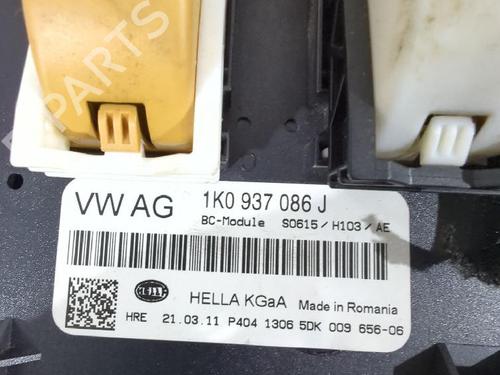 B-PARTS
VW AG 1K0 937 086 J
BC-Module S0615/H103/AE
HELLA KGaA Made in Romania
HRE 21.03.11 P404 1306 5DK 009 656-06